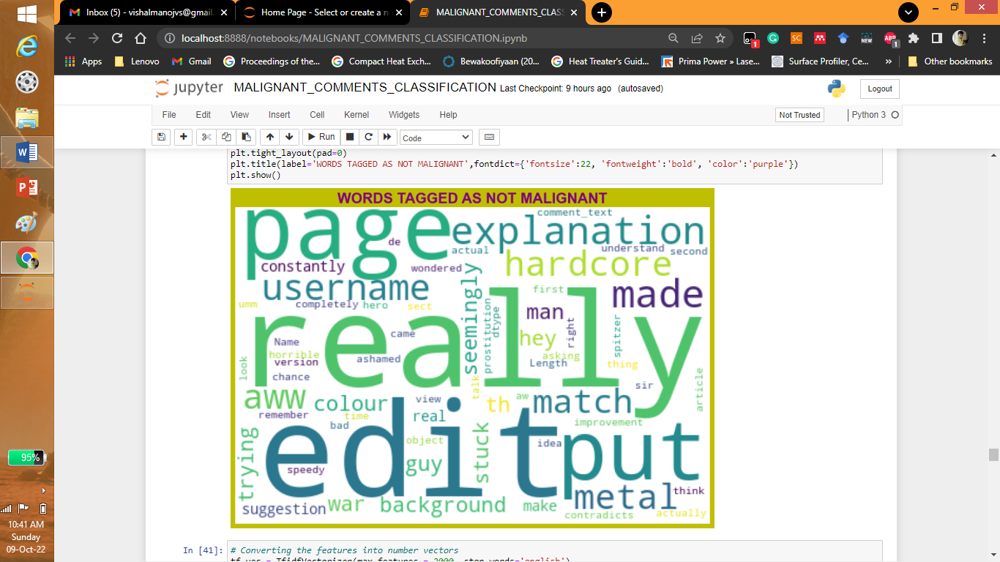 Inbox (5) - vishalmanojvs@gmail.
Home Page - Select or create a n
MALIGNANT_COMMENTS_CLASS
localhost:8888/notebooks/MALIGNANT_COMMENTS_CLASSIFICATION.ipynb
Apps Lenovo Gmail Proceedings of the... Compact Heat Exch... Bewakoofiyaan (20... Heat Treater's Guid... Prima Power » Lase... Surface Profiler, Ce... » Other bookmarks
jupyter MALIGNANT_COMMENTS_CLASSIFICATION Last Checkpoint: 9 hours ago (autosaved)
Logout
File Edit View Insert Cell Kernel Widgets Help
Not Trusted Python 3
Run Code
plt.tight_layout(pad=0)
plt.title(label='WORDS TAGGED AS NOT MALIGNANT',fontdict={'fontsize':22, 'fontweight':'bold', 'color':'purple'})
plt.show()
WORDS TAGGED AS NOT MALIGNANT
page de comment_text
explanation
actual understand second
constantly wondered hardcore
username seemingly first made
umm completely hero sect
man prostitution dtype right spitzer
really
Name came hey
horrible asking
look version ashamed Length thing
chance talk sir article
aww colour view th aw match
remember time real improvement
trying bad object stuck idea
edit put
speedy guy
metal think
suggestion war background make contradicts actually
95%
10:41 AM
Sunday
09-Oct-22
In [41]: # Converting the features into number vectors
tf_vec = TfidfVectorizer(max_features = 2000, stop_words='english')